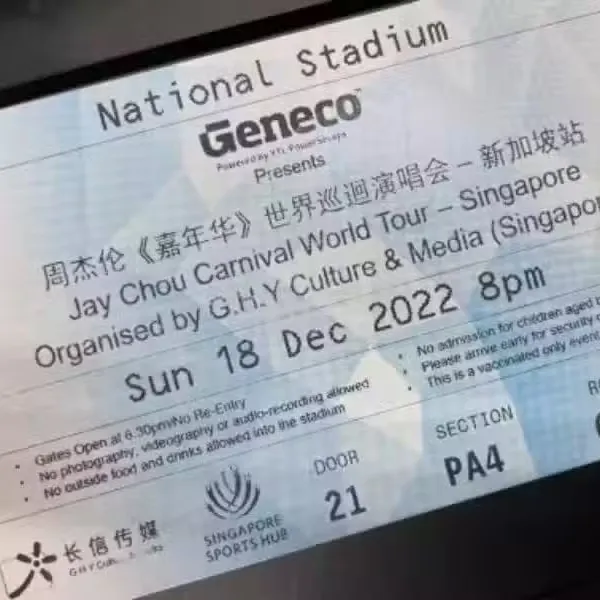 National Stadium
Geneco
Powered by YTL PowerSeraya
Presents
周杰伦《嘉年华》世界巡迴演唱会 – 新加坡站
Jay Chou Carnival World Tour – Singapore
Organised by G.H.Y Culture & Media (Singapo
Sun 18 Dec 2022 8pm
• Gates Open at 6.30pm/No Re-Entry
• No photography, videography or audio-recording allowed
• No outside food and drinks allowed into the stadium
• No admission for children aged
• Please arrive early for security
• This is a vaccinated only event
长信传媒
SINGAPORE
SPORTS HUB
DOOR
21
SECTION
PA4